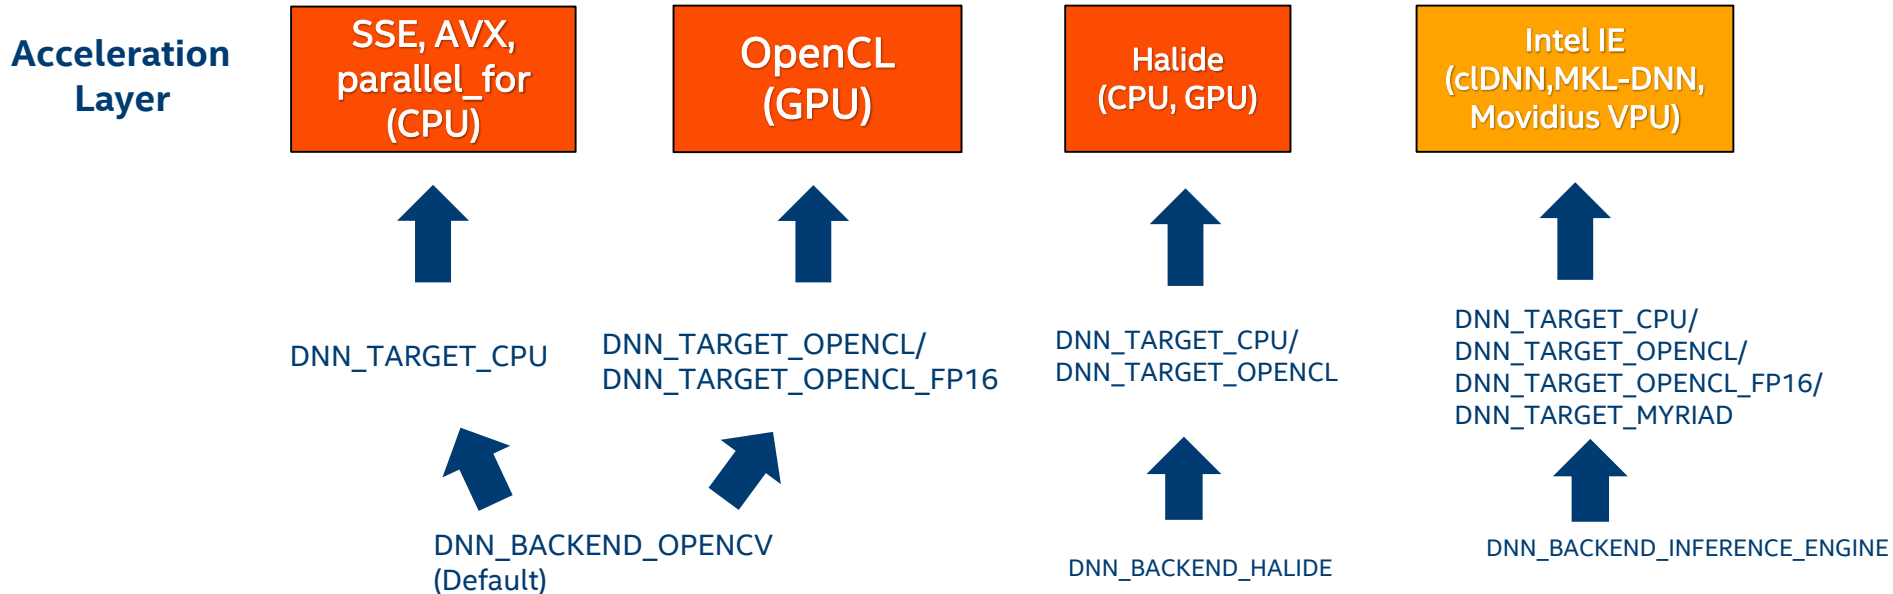 Acceleration
Layer
SSE, AVX,
parallel_for
(CPU)
OpenCL
(GPU)
Halide
(CPU, GPU)
Intel IE
(clDNN,MKL-DNN,
Movidius VPU)
DNN_TARGET_CPU
DNN_TARGET_OPENCL/
DNN_TARGET_OPENCL_FP16
DNN_TARGET_CPU/
DNN_TARGET_OPENCL
DNN_TARGET_CPU/
DNN_TARGET_OPENCL/
DNN_TARGET_OPENCL_FP16/
DNN_TARGET_MYRIAD
DNN_BACKEND_OPENCV
(Default)
DNN_BACKEND_HALIDE
DNN_BACKEND_INFERENCE_ENGINE